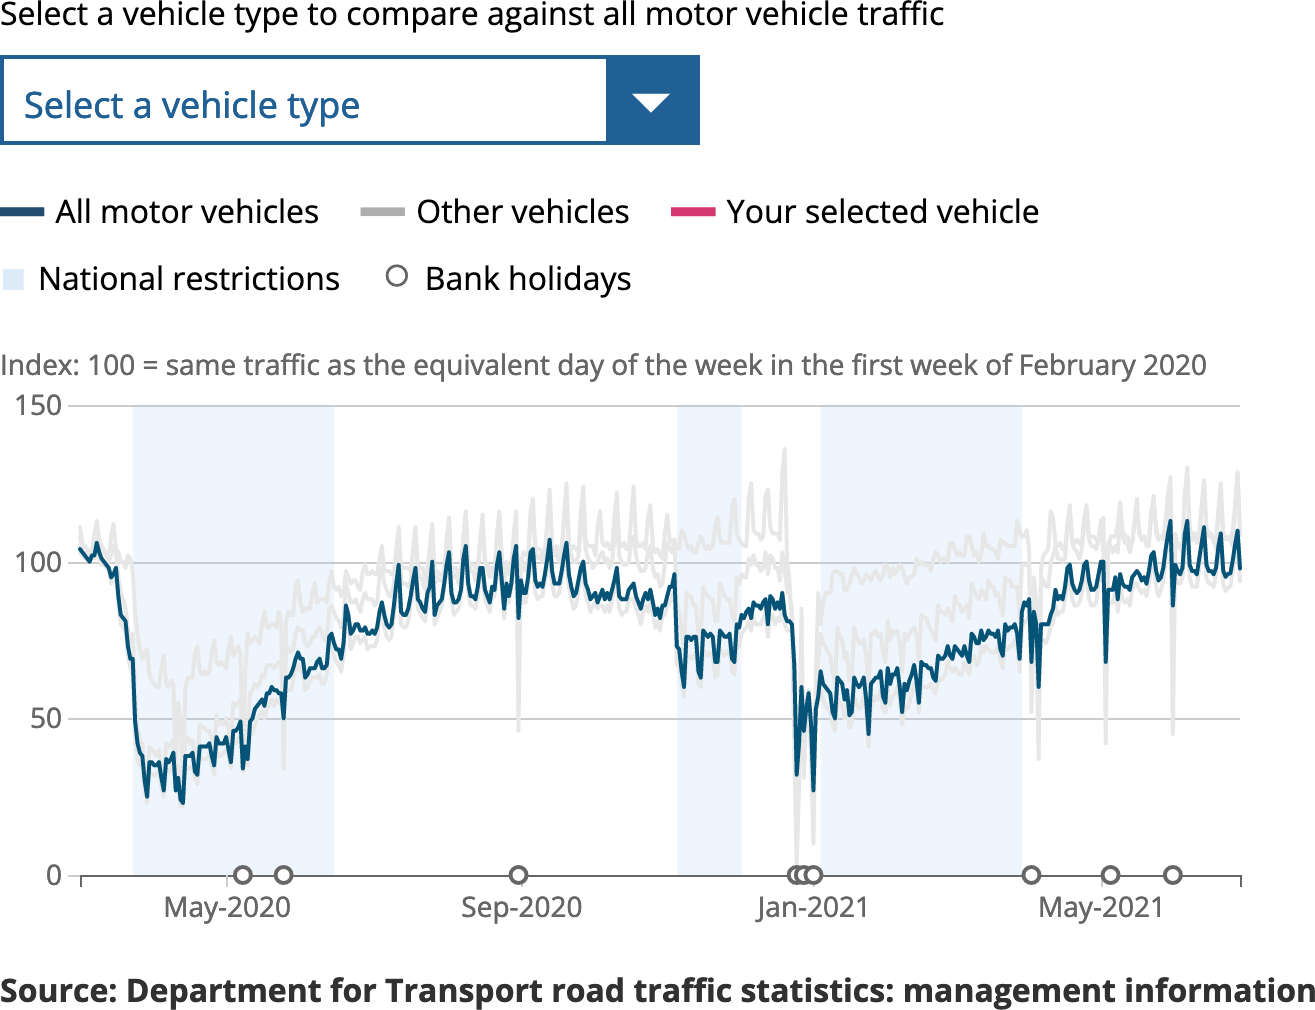 Select a vehicle type to compare against all motor vehicle traffic
Select a vehicle type
All motor vehicles Other vehicles Your selected vehicle
National restrictions Bank holidays
Index: 100 = same traffic as the equivalent day of the week in the first week of February 2020
150
100
50
0
May-2020 Sep-2020 Jan-2021 May-2021
Source: Department for Transport road traffic statistics: management information